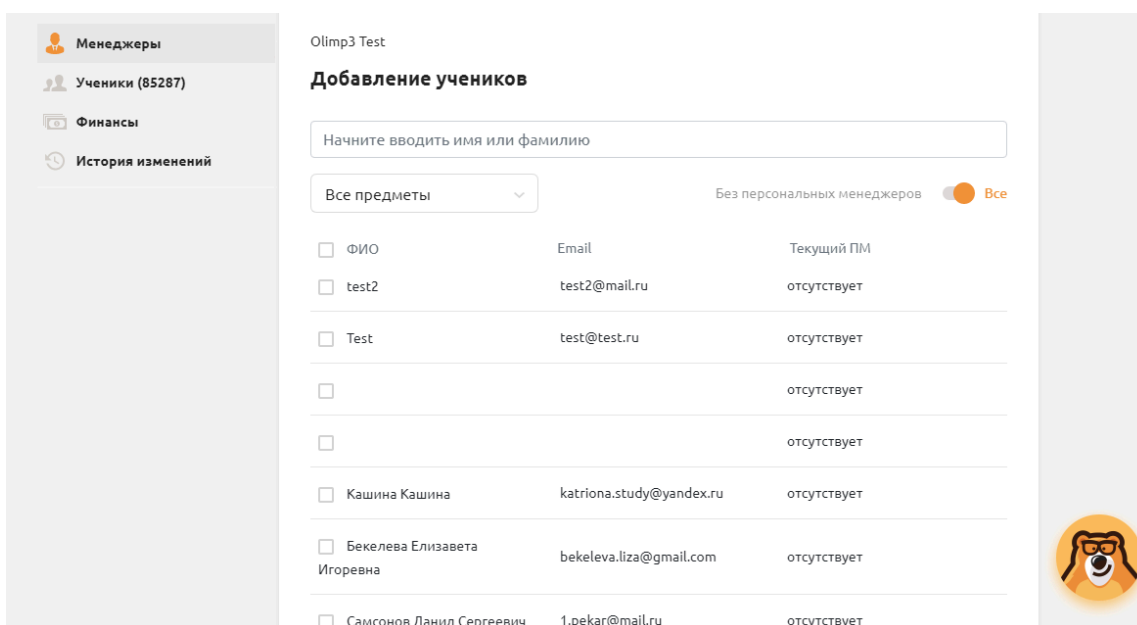 Менеджеры
Ученики (85287)
Финансы
История изменений
Olimp3 Test
Добавление учеников
Начните вводить имя или фамилию
Все предметы Без персональных менеджеров Все
ФИО Email Текущий ПМ
test2 test2@mail.ru отсутствует
Test test@test.ru отсутствует
отсутствует
отсутствует
Кашина Кашина katriona.study@yandex.ru отсутствует
Бекелева Елизавета
Игоревна bekeleva.liza@gmail.com отсутствует
Самсонов Данил Сергеевич 1.pekar@mail.ru отсутствует